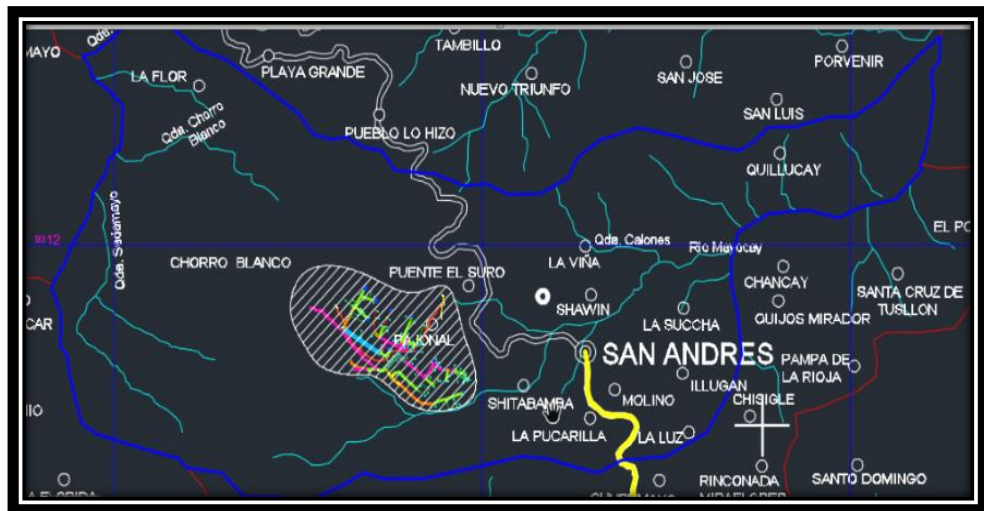 MAYO
Qda.
TAMBILLO
PORVENIR
LA FLOR
PLAYA GRANDE
NUEVO TRIUNFO
SAN JOSE
Qda. Chorro
Blanco
PUEBLO LO HIZO
SAN LUIS
QUILLUCAY
Qda. Sadamayo
9312
EL PO
Qda. Calones
Rio Mayocay
CHORRO BLANCO
PUENTE EL SURO
LA VIÑA
CHANCAY
SHAWIN
SANTA CRUZ DE
TUSLLON
CAR
PAJONAL
LA SUCCHA
QUIJOS MIRADOR
SAN ANDRES
PAMPA DE
LA RIOJA
ILLUGAN
SHITABAMBA
MOLINO
CHISIGLE
LA PUCARILLA
LA LUZ
RINCONADA
MIRAFLORES
SANTO DOMINGO
A FLORIDA